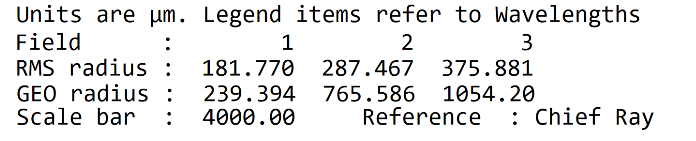 Units are µm. Legend items refer to Wavelengths
Field : 1 2 3
RMS radius : 181.770 287.467 375.881
GEO radius : 239.394 765.586 1054.20
Scale bar : 4000.00 Reference : Chief Ray